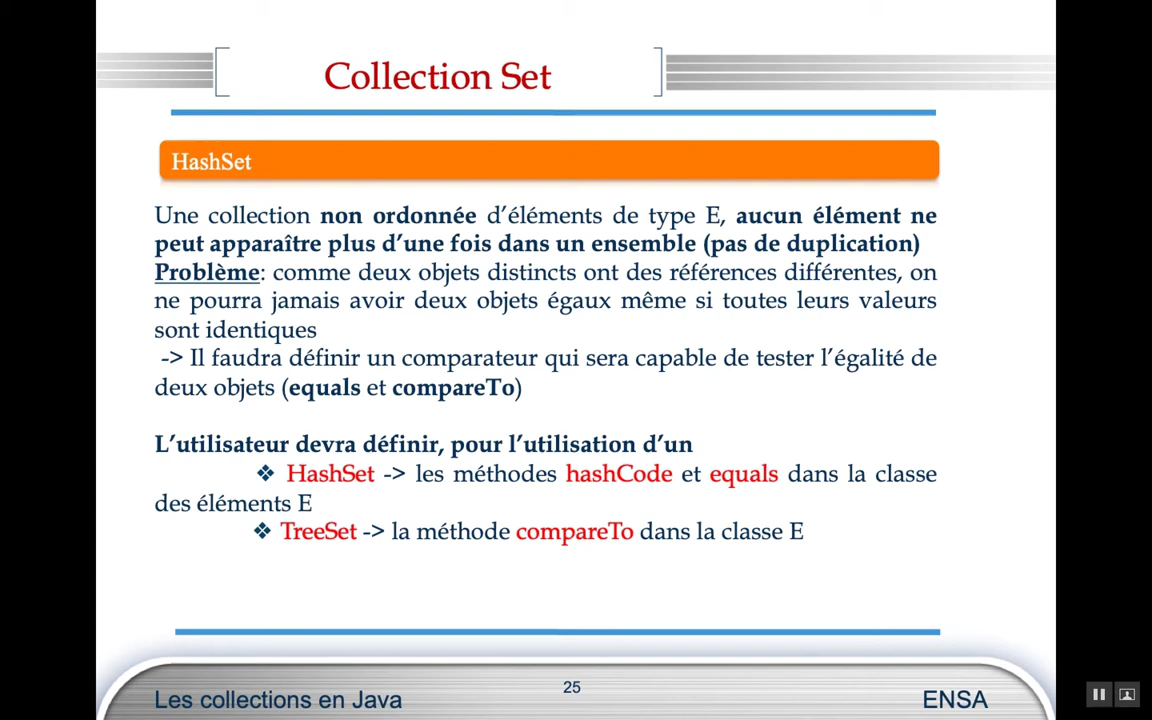 Collection Set
HashSet
Une collection non ordonnée d’éléments de type E, aucun élément ne
peut apparaître plus d’une fois dans un ensemble (pas de duplication)
Problème: comme deux objets distincts ont des références différentes, on
ne pourra jamais avoir deux objets égaux même si toutes leurs valeurs
sont identiques
-> Il faudra définir un comparateur qui sera capable de tester l’égalité de
deux objets (equals et compareTo)
L’utilisateur devra définir, pour l’utilisation d’un
❖ HashSet -> les méthodes hashCode et equals dans la classe
des éléments E
❖ TreeSet -> la méthode compareTo dans la classe E
Les collections en Java
25
ENSA